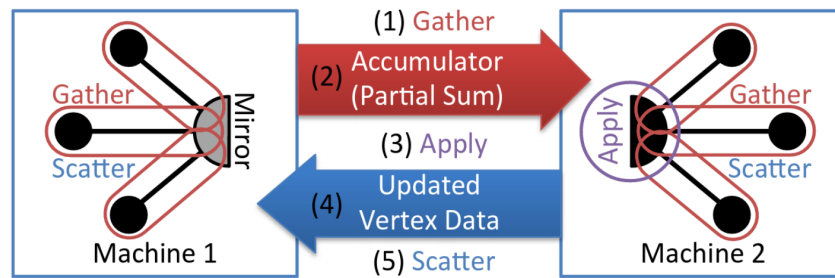 (1) Gather
(2) Accumulator
(Partial Sum)
(3) Apply
(4) Updated
Vertex Data
(5) Scatter
Gather
Scatter
Mirror
Machine 1
Apply
Gather
Scatter
Machine 2